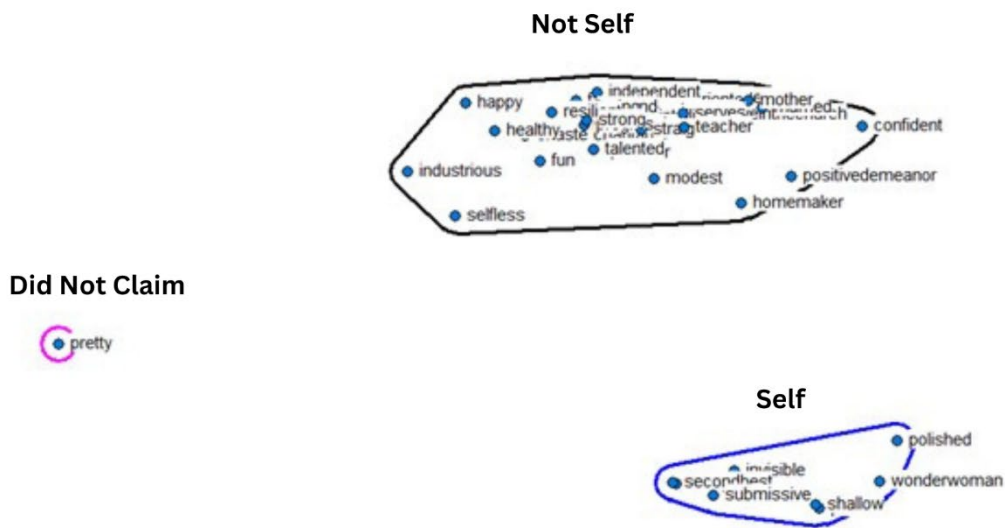 Not Self
independent
mother
happy
strong
teacher
confident
healthy
talented
fun
industrious
modest
positivedemeanor
homemaker
selfless
Did Not Claim
pretty
Self
polished
invisible
secondbest
wonderwoman
submissive
shallow